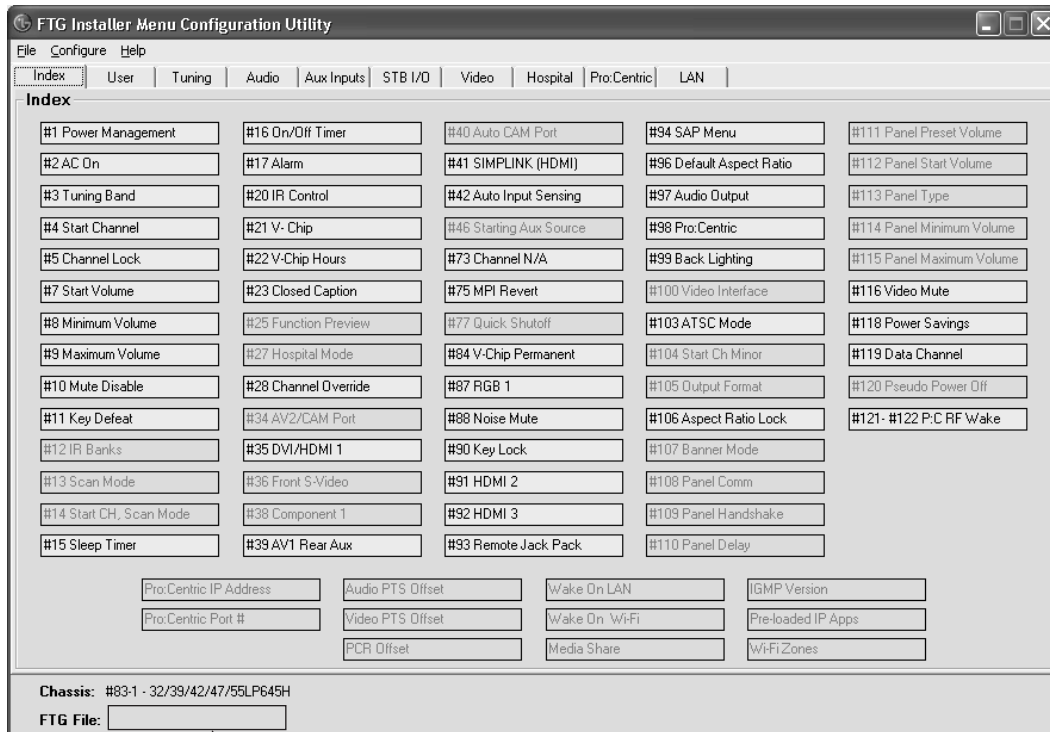 FTG Installer Menu Configuration Utility
File Configure Help
Index User Tuning Audio Aux Inputs STB I/O Video Hospital Pro:Centric LAN
Index
#1 Power Management
#2 AC On
#3 Tuning Band
#4 Start Channel
#5 Channel Lock
#7 Start Volume
#8 Minimum Volume
#9 Maximum Volume
#10 Mute Disable
#11 Key Defeat
#12 IR Banks
#13 Scan Mode
#14 Start CH, Scan Mode
#15 Sleep Timer
#16 On/Off Timer
#17 Alarm
#20 IR Control
#21 V- Chip
#22 V-Chip Hours
#23 Closed Caption
#25 Function Preview
#27 Hospital Mode
#28 Channel Override
#34 AV2/CAM Port
#35 DVI/HDMI 1
#36 Front S-Video
#38 Component 1
#39 AV1 Rear Aux
#40 Auto CAM Port
#41 SIMPLINK (HDMI)
#42 Auto Input Sensing
#46 Starting Aux Source
#73 Channel N/A
#75 MPI Revert
#77 Quick Shutoff
#84 V-Chip Permanent
#87 RGB 1
#88 Noise Mute
#90 Key Lock
#91 HDMI 2
#92 HDMI 3
#93 Remote Jack Pack
#94 SAP Menu
#96 Default Aspect Ratio
#97 Audio Output
#98 Pro:Centric
#99 Back Lighting
#100 Video Interface
#103 ATSC Mode
#104 Start Ch Minor
#105 Output Format
#106 Aspect Ratio Lock
#107 Banner Mode
#108 Panel Comm
#109 Panel Handshake
#110 Panel Delay
#111 Panel Preset Volume
#112 Panel Start Volume
#113 Panel Type
#114 Panel Minimum Volume
#115 Panel Maximum Volume
#116 Video Mute
#118 Power Savings
#119 Data Channel
#120 Pseudo Power Off
#121- #122 P:C RF Wake
Pro:Centric IP Address
Pro:Centric Port #
Audio PTS Offset
Video PTS Offset
PCR Offset
Wake On LAN
Wake On Wi-Fi
Media Share
IGMP Version
Pre-loaded IP Apps
Wi-Fi Zones
Chassis: #83-1 - 32/39/42/47/55LP645H
FTG File: